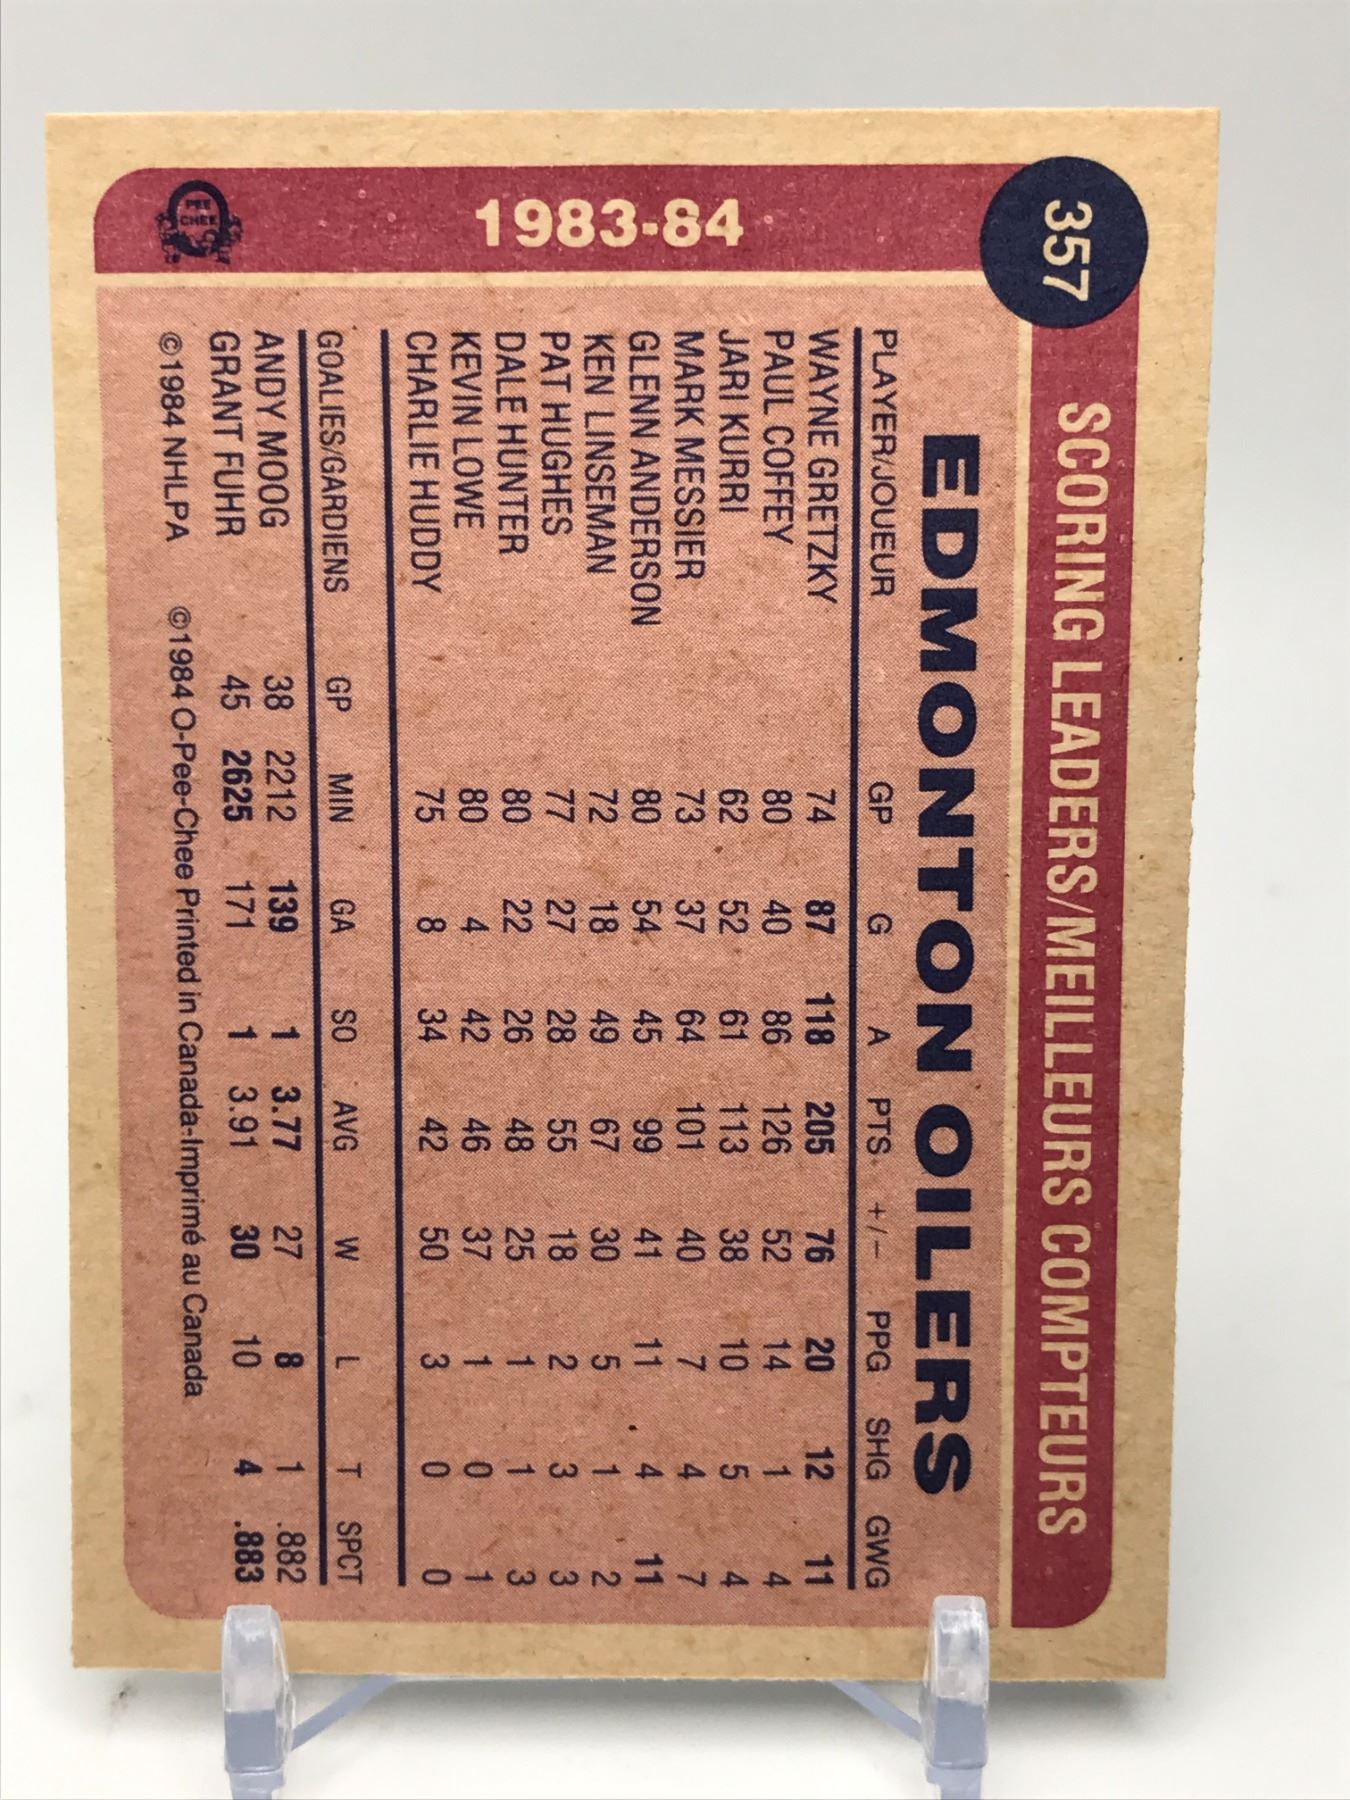 357
SCORING LEADERS/MEILLEURS COMPTEURS
1983-84
PEE
CHEE
EDMONTON OILERS
PLAYER/JOUEUR GP G A PTS. +/- PPG SHG GWG
WAYNE GRETZKY 74 87 118 205 76 20 12 11
PAUL COFFEY 80 40 86 126 52 14 1 4
JARI KURRI 62 52 61 113 38 10 5 4
MARK MESSIER 73 37 64 101 40 7 4 7
GLENN ANDERSON 80 54 45 99 41 11 4 11
KEN LINSEMAN 72 18 49 67 30 5 1 2
PAT HUGHES 77 27 28 55 18 2 3 3
DALE HUNTER 80 22 26 48 25 1 1 3
KEVIN LOWE 80 4 42 46 37 1 0 1
CHARLIE HUDDY 75 8 34 42 50 3 0 0
GOALIES/GARDIENS GP MIN GA SO AVG W L T SPCT
ANDY MOOG 38 2212 139 1 3.77 27 8 1 .882
GRANT FUHR 45 2625 171 1 3.91 30 10 4 .883
©1984 NHLPA ©1984 O-Pee-Chee Printed in Canada-Imprimé au Canada